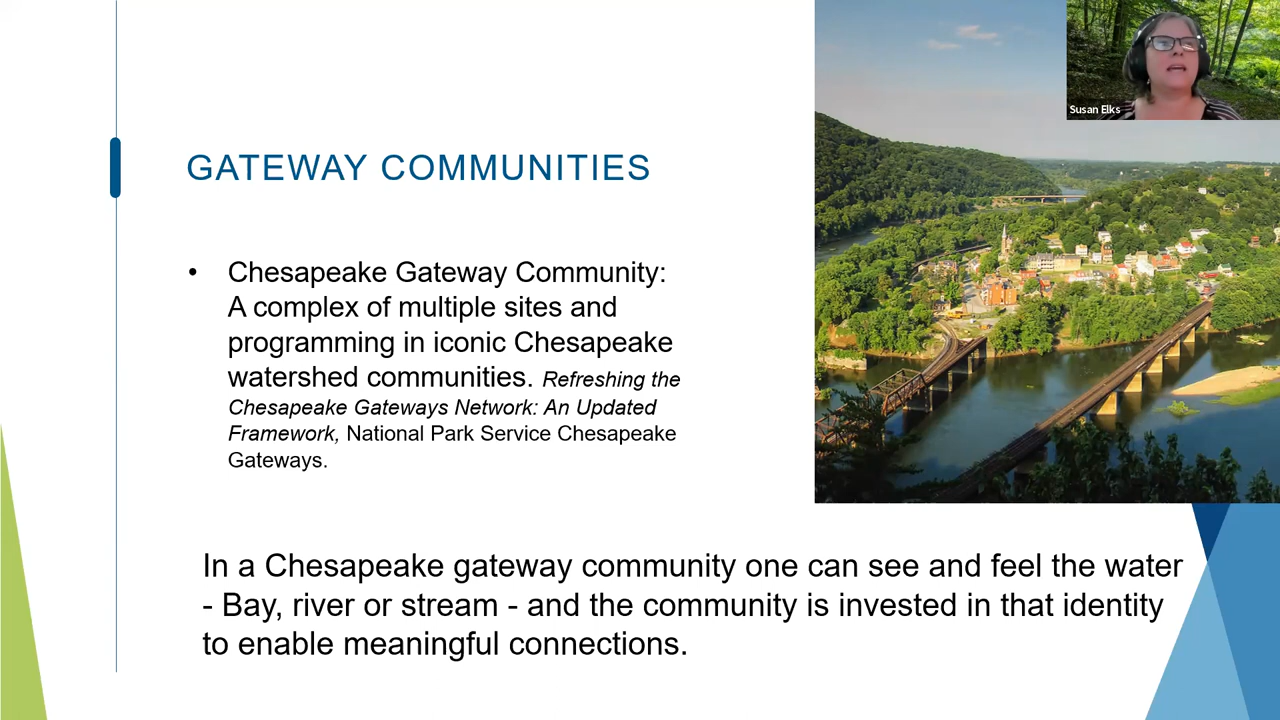 Susan Elks
GATEWAY COMMUNITIES
• Chesapeake Gateway Community:
A complex of multiple sites and
programming in iconic Chesapeake
watershed communities. Refreshing the
Chesapeake Gateways Network: An Updated
Framework, National Park Service Chesapeake
Gateways.
In a Chesapeake gateway community one can see and feel the water
- Bay, river or stream - and the community is invested in that identity
to enable meaningful connections.